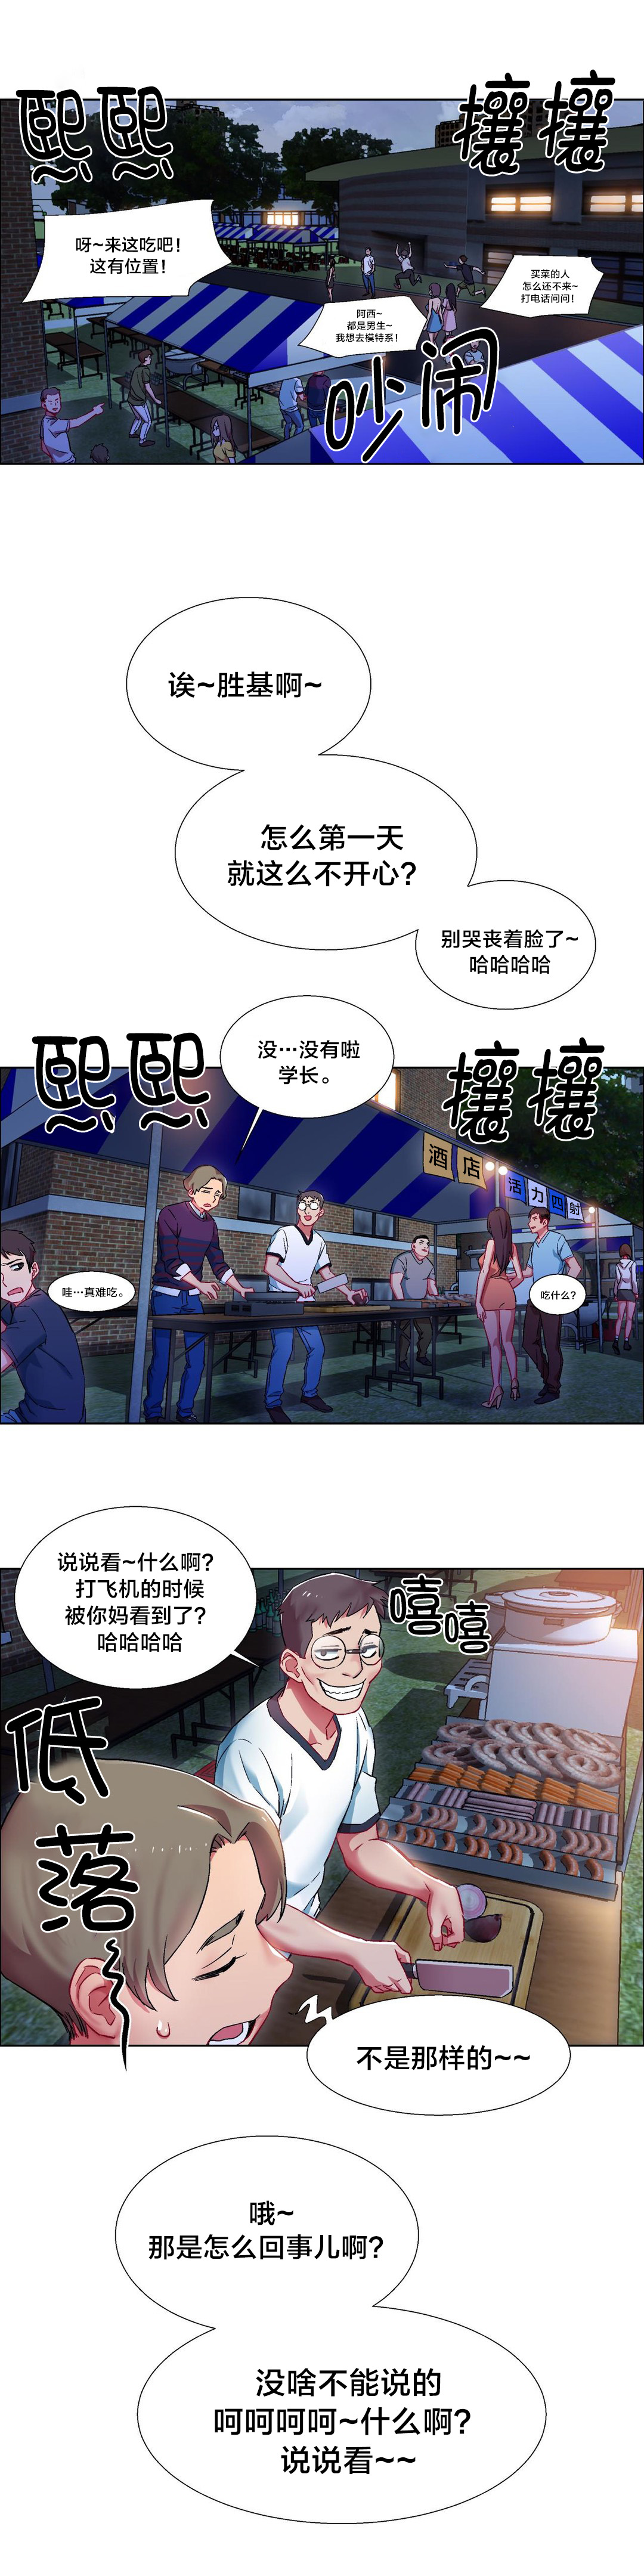 熙熙
攘攘
呀~来这吃吧!
这有位置!
买菜的人
怎么还不来~
打电话问问!
阿西~
都是男生~
我想去模特系!
吵闹
诶~胜基啊~
怎么第一天
就这么不开心?
别哭丧着脸了~
哈哈哈哈
没…没有啦
学长。
熙熙
攘攘
酒店
活力四射
哇…真难吃。
吃什么?
说说看~什么啊?
打飞机的时候
被你妈看到了?
哈哈哈哈
嘻嘻
低落
不是那样的~~
哦~
那是怎么回事儿啊?
没啥不能说的
呵呵呵呵~什么啊?
说说看~~